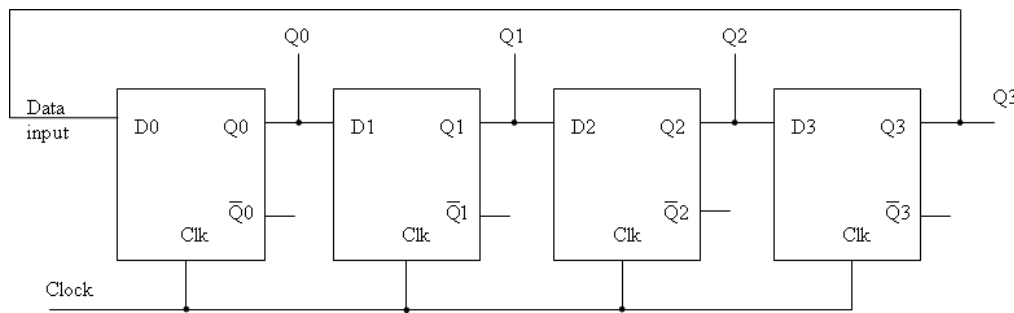 Q0 Q1 Q2
Q3
Data
input
D0 Q0 D1 Q1 D2 Q2 D3 Q3
Q̅0 Q̅1 Q̅2 Q̅3
Clk Clk Clk Clk
Clock